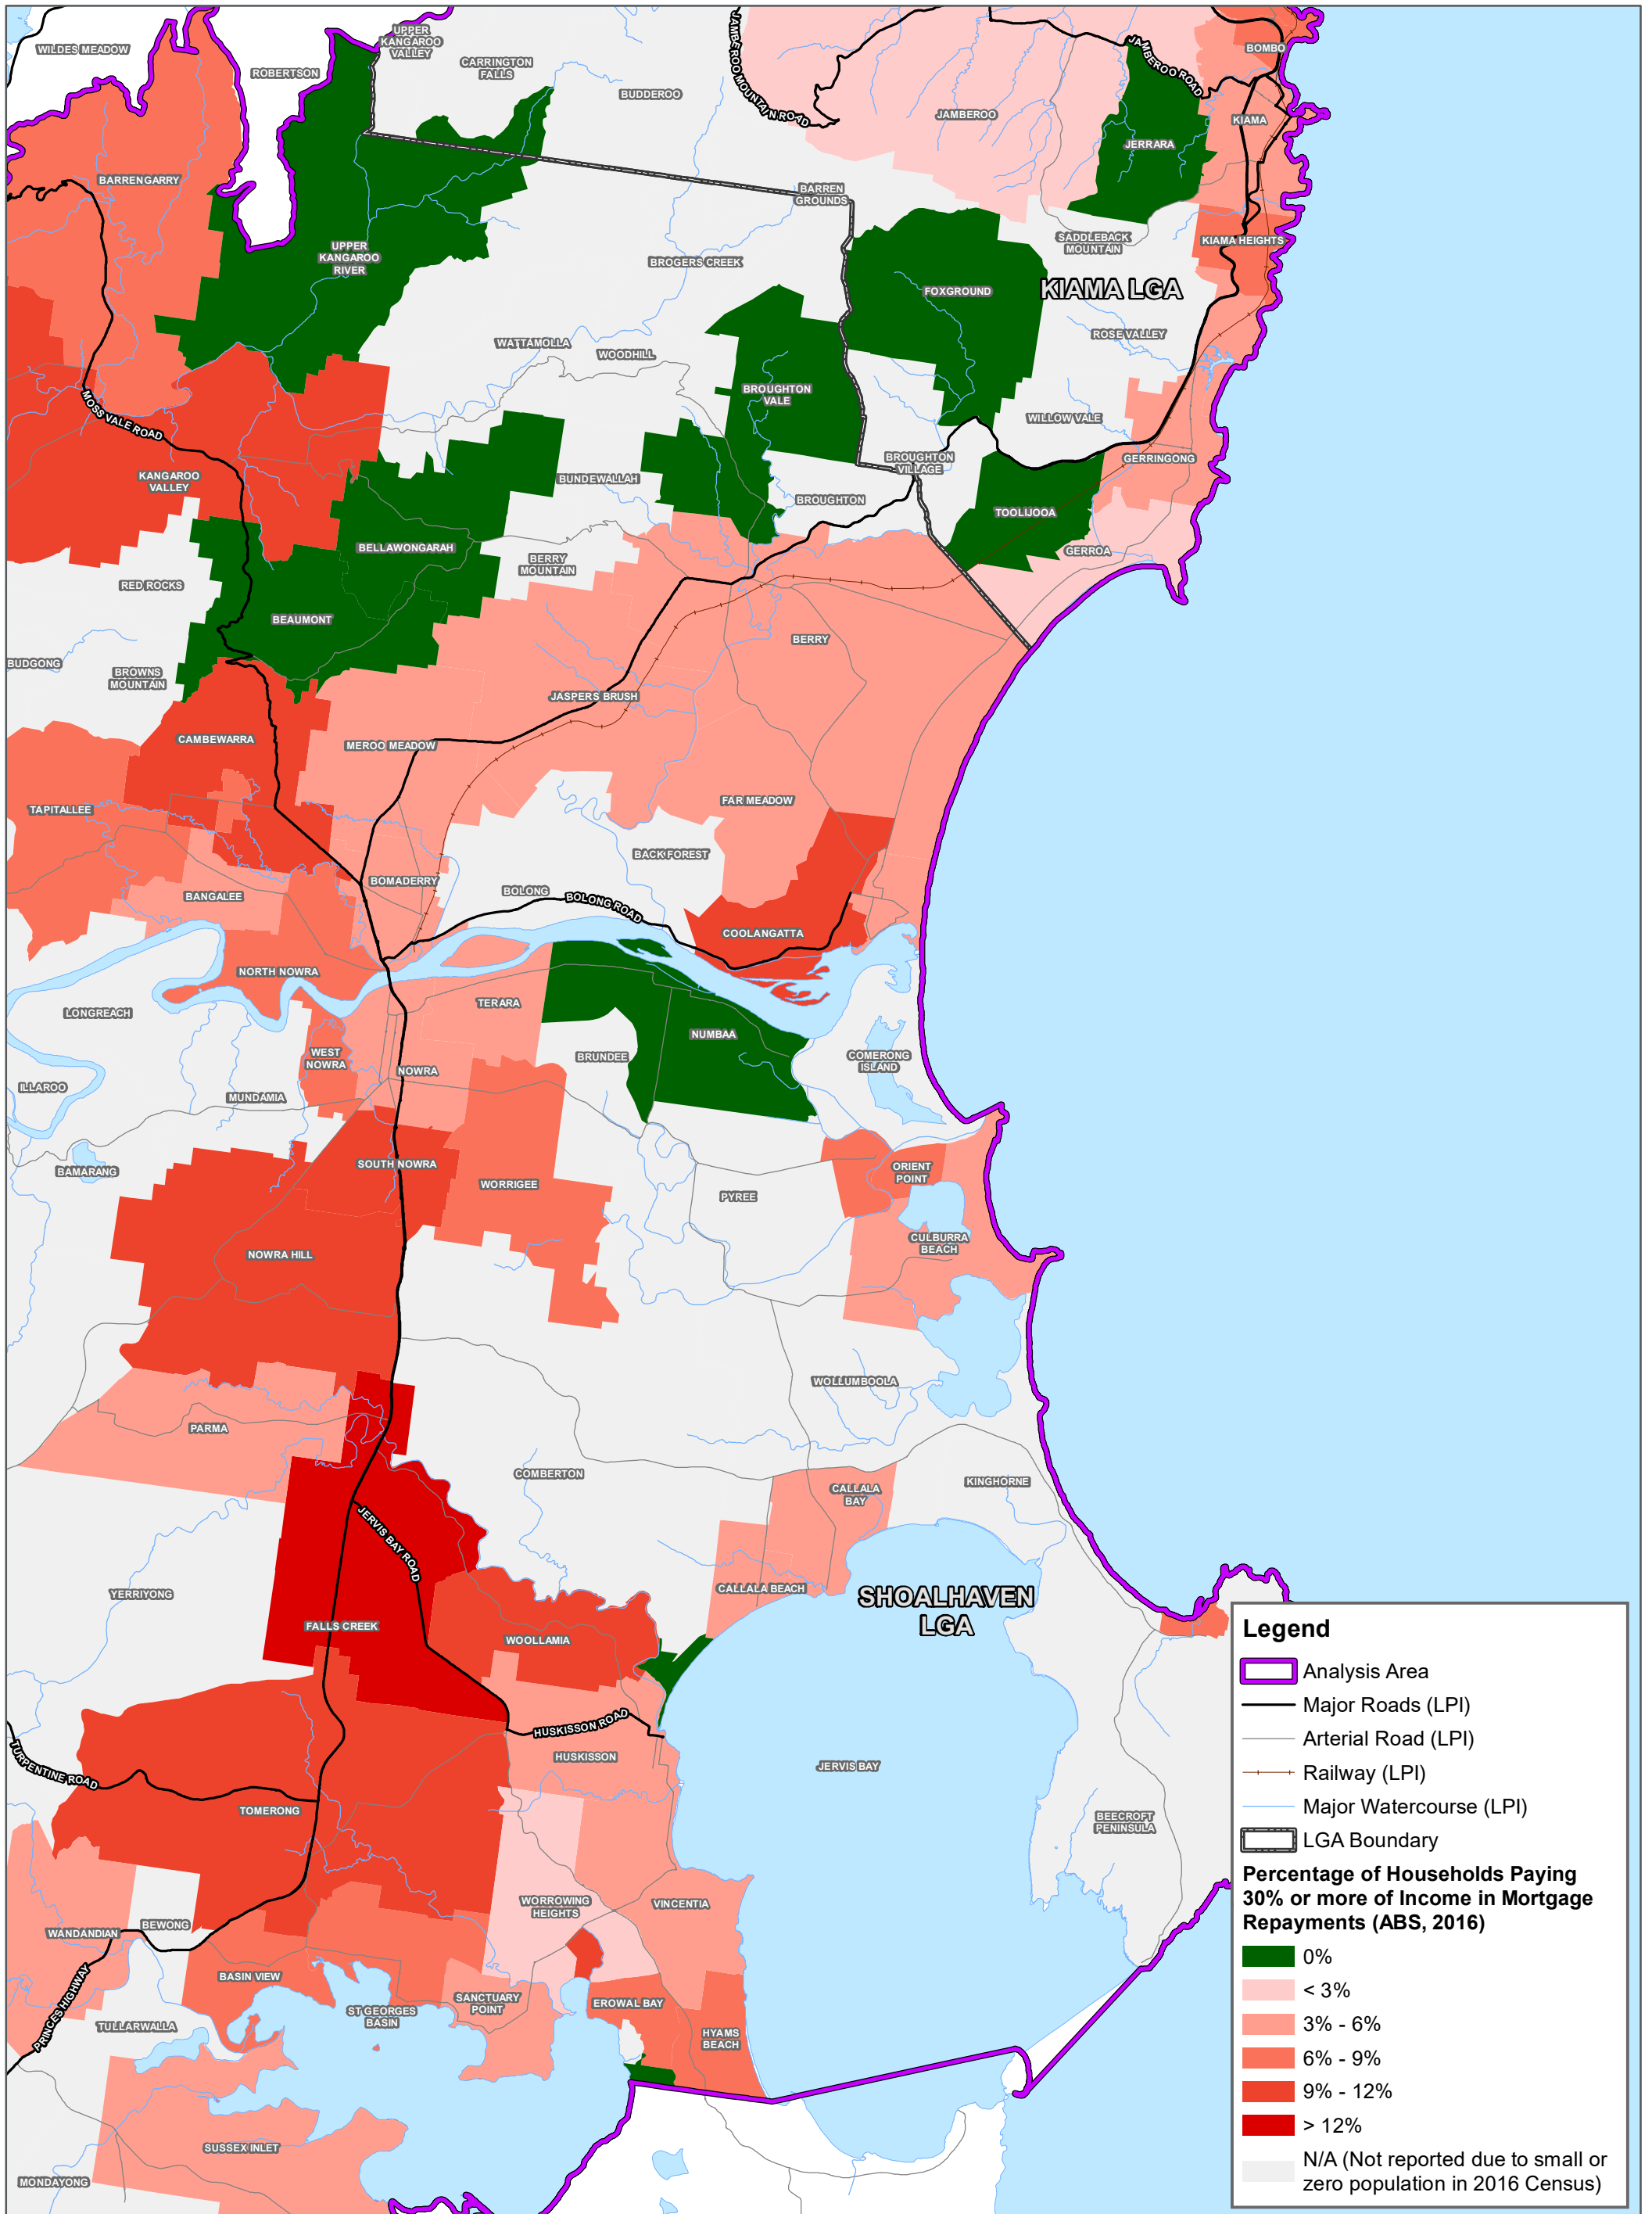 WILDES MEADOW
ROBERTSON
UPPER
KANGAROO
VALLEY
CARRINGTON
FALLS
BUDDEROO
JAMBEROO MOUNTAIN ROAD
JAMBEROO
JAMBEROO ROAD
BOMBO
KIAMA
JERRARA
BARRENGARRY
BARREN
GROUNDS
UPPER
KANGAROO
RIVER
BROGERS CREEK
SADDLEBACK
MOUNTAIN
KIAMA HEIGHTS
FOXGROUND
KIAMA LGA
ROSE VALLEY
WATTAMOLLA
WOODHILL
BROUGHTON
VALE
WILLOW VALE
MOSS VALE ROAD
KANGAROO
VALLEY
BUNDEWALLAH
BROUGHTON
VILLAGE
GERRINGONG
BROUGHTON
TOOLIJOOA
BELLAWONGARAH
BERRY
MOUNTAIN
GERROA
RED ROCKS
BEAUMONT
BERRY
BUDGONG
BROWNS
MOUNTAIN
JASPERS BRUSH
CAMBEWARRA
MEROO MEADOW
TAPITALLEE
FAR MEADOW
BACK FOREST
BANGALEE
BOMADERRY
BOLONG
BOLONG ROAD
COOLANGATTA
NORTH NOWRA
LONGREACH
TERARA
NUMBAA
WEST
NOWRA
BRUNDEE
COMERONG
ISLAND
NOWRA
ILLAROO
MUNDAMIA
BAMARANG
SOUTH NOWRA
WORRIGEE
ORIENT
POINT
PYREE
NOWRA HILL
CULBURRA
BEACH
WOLLUMBOOLA
PARMA
COMBERTON
CALLALA
BAY
KINGHORNE
JERVIS BAY ROAD
YERRIYONG
CALLALA BEACH
SHOALHAVEN
LGA
FALLS CREEK
WOOLLAMIA
HUSKISSON ROAD
HUSKISSON
JERVIS BAY
TURPENTINE ROAD
TOMERONG
BEECROFT
PENINSULA
WORROWING
HEIGHTS
VINCENTIA
WANDANDIAN
BEWONG
BASIN VIEW
PRINCES HIGHWAY
ST GEORGES
BASIN
SANCTUARY
POINT
EROWAL BAY
TULLARWALLA
HYAMS
BEACH
SUSSEX INLET
MONDAYONG
Legend
Analysis Area
Major Roads (LPI)
Arterial Road (LPI)
Railway (LPI)
Major Watercourse (LPI)
LGA Boundary
Percentage of Households Paying
30% or more of Income in Mortgage
Repayments (ABS, 2016)
0%
< 3%
3% - 6%
6% - 9%
9% - 12%
> 12%
N/A (Not reported due to small or
zero population in 2016 Census)